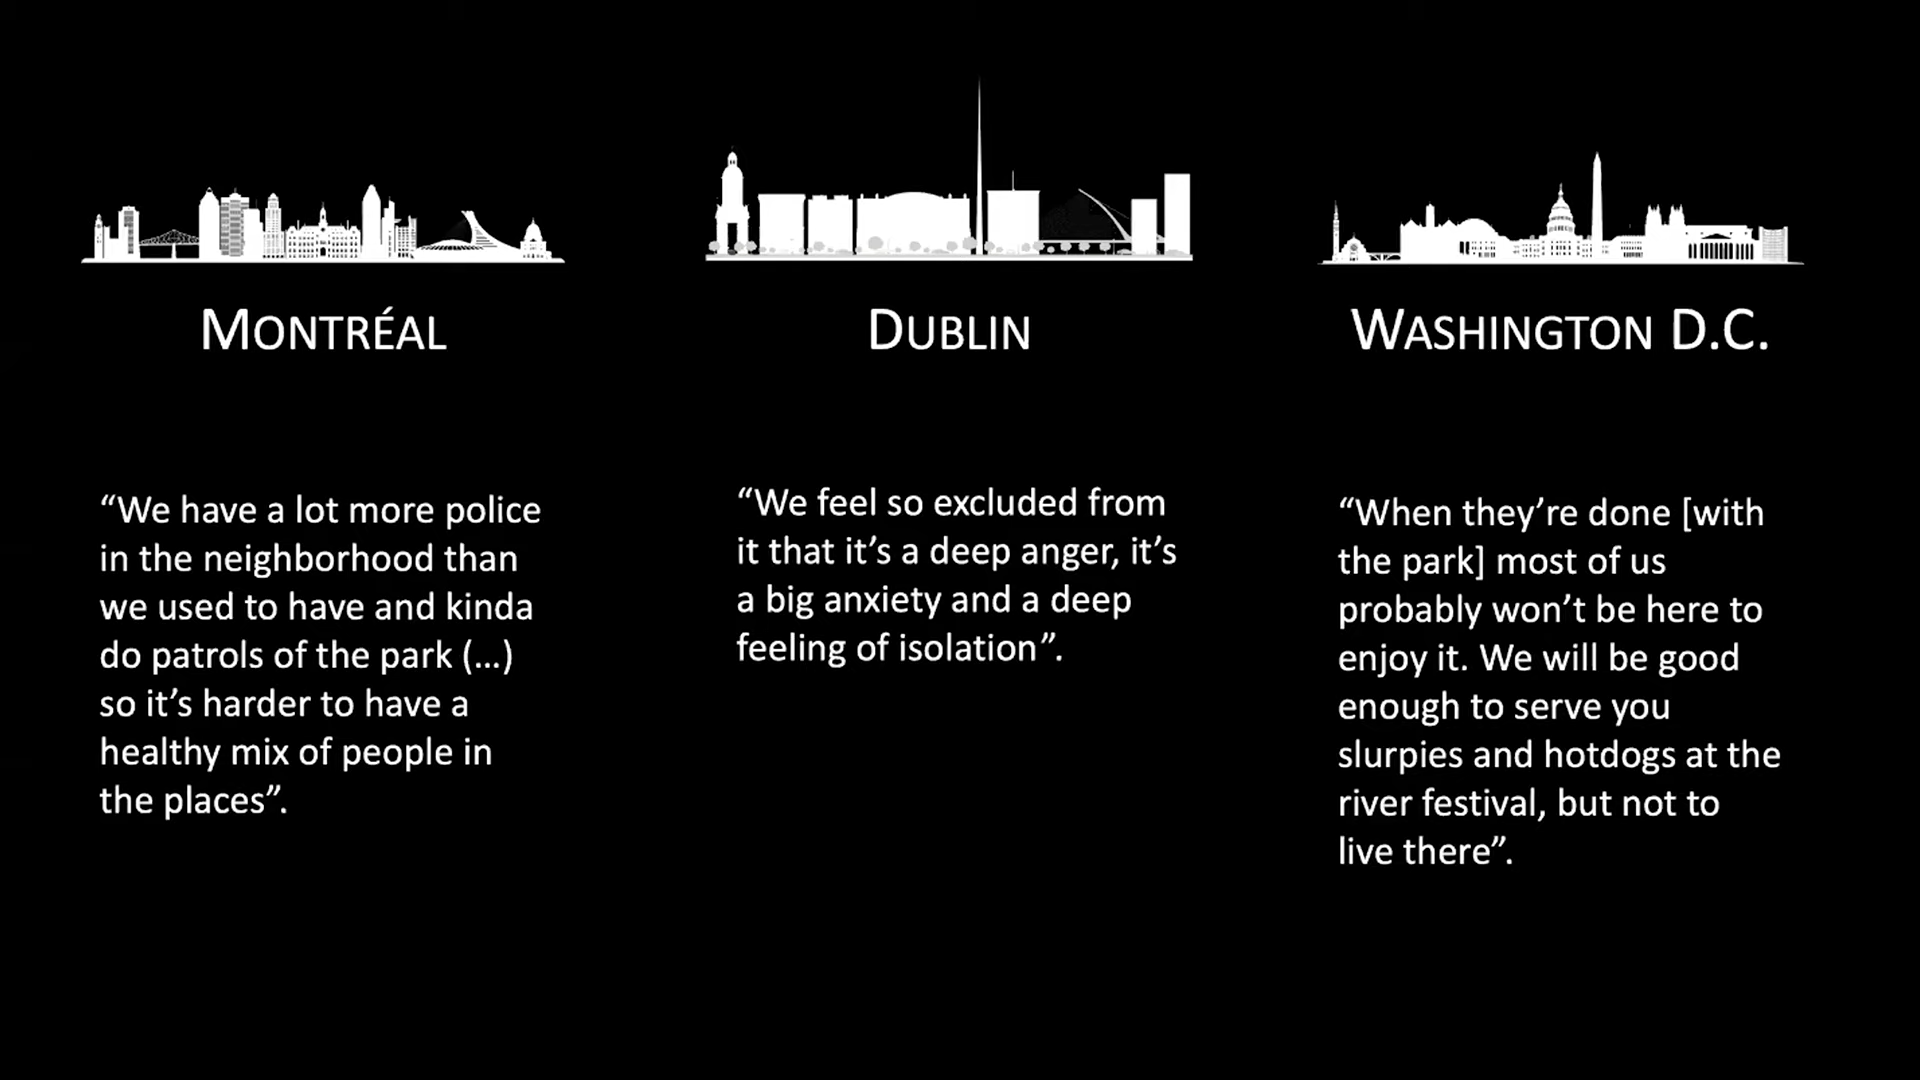 MONTRÉAL
“We have a lot more police
in the neighborhood than
we used to have and kinda
do patrols of the park (...)
so it’s harder to have a
healthy mix of people in
the places”.
DUBLIN
“We feel so excluded from
it that it’s a deep anger, it’s
a big anxiety and a deep
feeling of isolation”.
WASHINGTON D.C.
“When they’re done [with
the park] most of us
probably won’t be here to
enjoy it. We will be good
enough to serve you
slurpies and hotdogs at the
river festival, but not to
live there”.